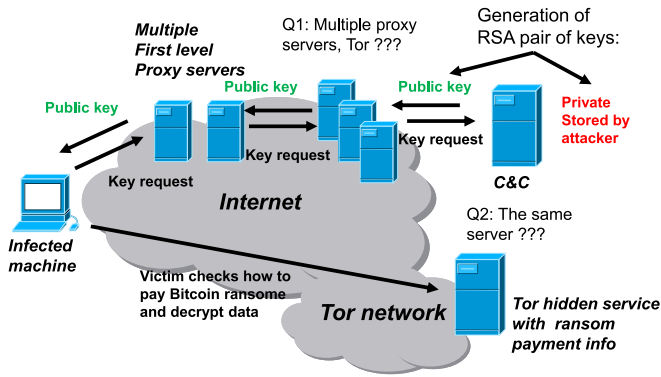 Multiple
First level
Proxy servers
Q1: Multiple proxy
servers, Tor ???
Generation of
RSA pair of keys:
Public key
Public key
Public key
Private
Stored by
attacker
Key request
Key request
Key request
C&C
Internet
Infected
machine
Q2: The same
server ???
Victim checks how to
pay Bitcoin ransome
and decrypt data
Tor network
Tor hidden service
with ransom
payment info